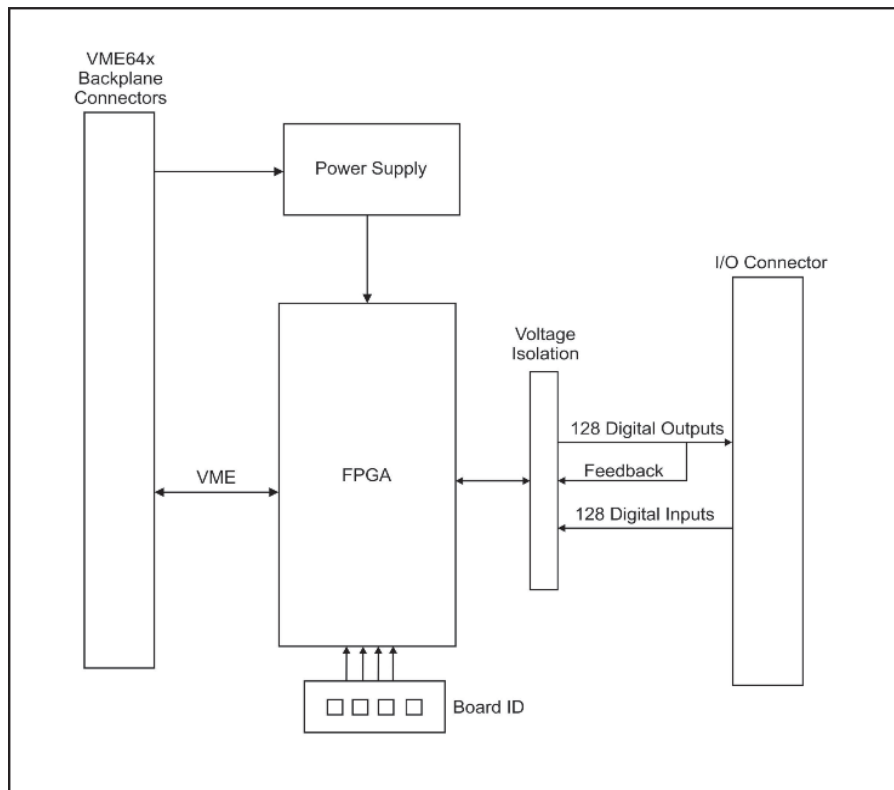 VME64x
Backplane
Connectors
Power Supply
I/O Connector
Voltage
Isolation
128 Digital Outputs
Feedback
VME
FPGA
128 Digital Inputs
Board ID